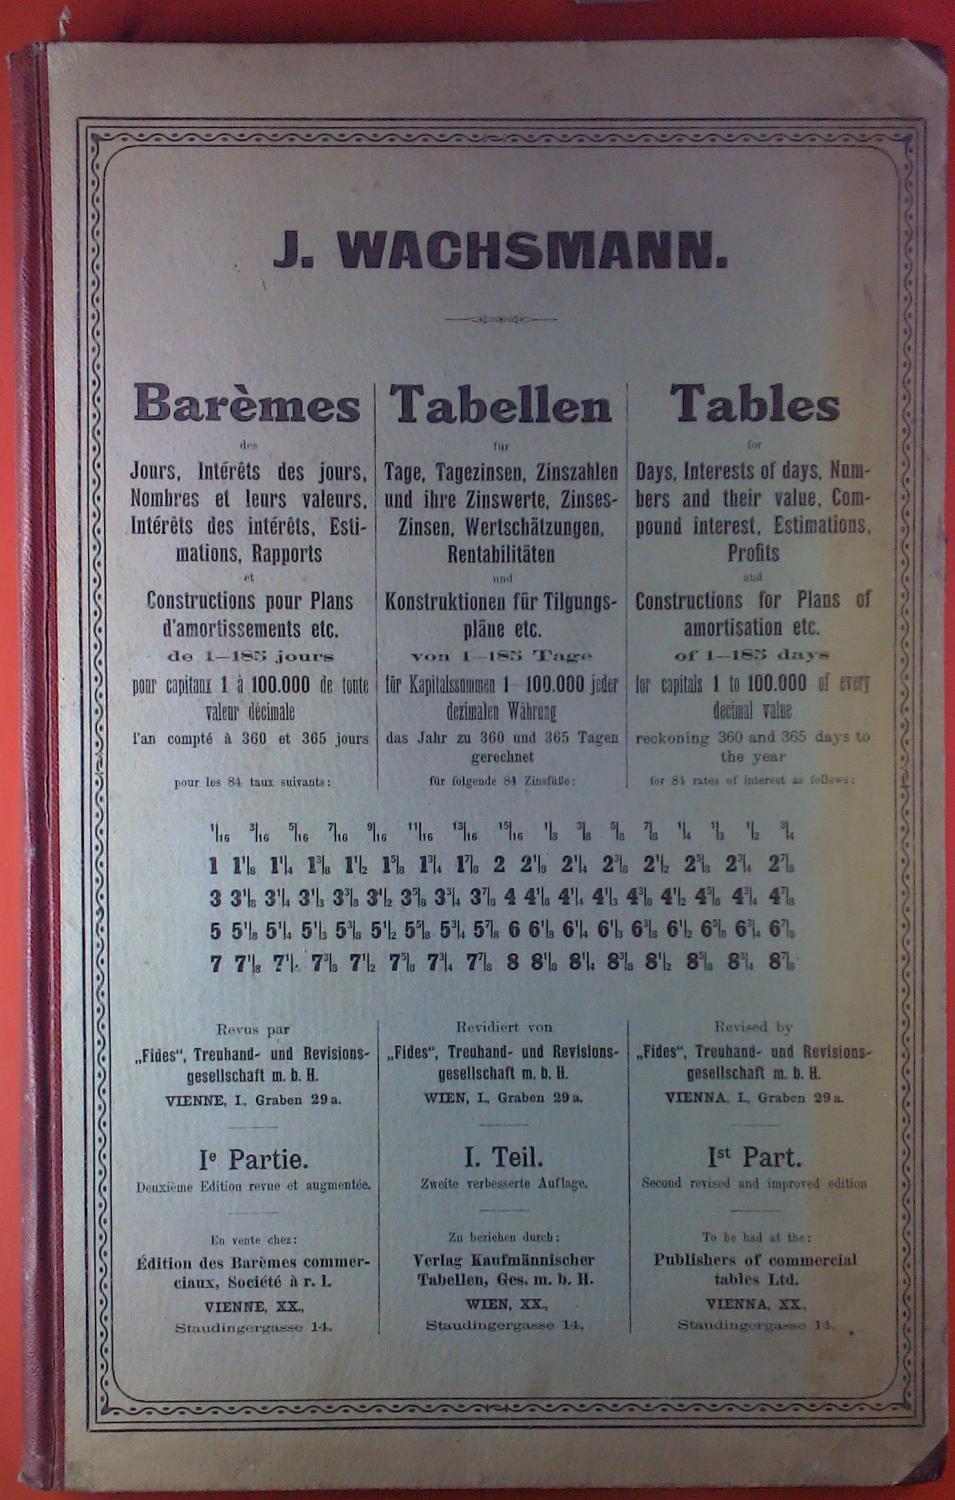 J. WACHSMANN.
Barèmes
des
Jours, Intérêts des jours,
Nombres et leurs valeurs,
Intérêts des intérêts, Esti-
mations, Rapports
et
Constructions pour Plans
d'amortissements etc.
de 1—185 jours
pour capitaux 1 à 100.000 de toute
valeur décimale
l'an compté à 360 et 365 jours
pour les 84 taux suivants:
Tabellen
für
Tage, Tagezinsen, Zinszahlen
und ihre Zinswerte, Zinses-
Zinsen, Wertschätzungen,
Rentabilitäten
und
Konstruktionen für Tilgungs-
pläne etc.
von 1—185 Tage
für Kapitalssummen 1—100.000 jeder
dezimalen Währung
das Jahr zu 360 und 365 Tagen
gerechnet
für folgende 84 Zinsfüße:
Tables
for
Days, Interests of days, Num-
bers and their value, Com-
pound interest, Estimations,
Profits
and
Constructions for Plans of
amortisation etc.
of 1—185 days
for capitals 1 to 100.000 of every
decimal value
reckoning 360 and 365 days to
the year
for 84 rates of interest as follows:
1/16 3/16 5/16 7/16 9/16 11/16 13/16 15/16 1/8 3/8 5/8 7/8 1/4 1/3 1/2 3/4
1 1 1/8 1 1/4 1 3/8 1 1/2 1 5/8 1 3/4 1 7/8 2 2 1/8 2 1/4 2 3/8 2 1/2 2 5/8 2 3/4 2 7/8
3 3 1/8 3 1/4 3 1/3 3 3/8 3 1/2 3 5/8 3 3/4 3 7/8 4 4 1/8 4 1/4 4 1/3 4 3/8 4 1/2 4 5/8 4 3/4 4 7/8
5 5 1/8 5 1/4 5 1/3 5 3/8 5 1/2 5 5/8 5 3/4 5 7/8 6 6 1/8 6 1/4 6 1/3 6 3/8 6 1/2 6 5/8 6 3/4 6 7/8
7 7 1/8 7 1/4 7 3/8 7 1/2 7 5/8 7 3/4 7 7/8 8 8 1/8 8 1/4 8 3/8 8 1/2 8 5/8 8 3/4 8 7/8
Revus par
„Fides“, Treuhand- und Revisions-
gesellschaft m. b. H.
VIENNE, I., Graben 29a.
Ie Partie.
Deuxième Edition revue et augmentée.
En vente chez:
Édition des Barèmes commer-
ciaux, Société à r. l.
VIENNE, XX.,
Staudingergasse 14.
Revidiert von
„Fides“, Treuhand- und Revisions-
gesellschaft m. b. H.
WIEN, I., Graben 29a.
I. Teil.
Zweite verbesserte Auflage.
Zu beziehen durch:
Verlag Kaufmännischer
Tabellen, Ges. m. b. H.
WIEN, XX.,
Staudingergasse 14.
Revised by
„Fides“, Treuhand- und Revisions-
gesellschaft m. b. H.
VIENNA, I., Graben 29a.
Ist Part.
Second revised and improved edition
To be had at the:
Publishers of commercial
tables Ltd.
VIENNA, XX.,
Staudingergasse 14.